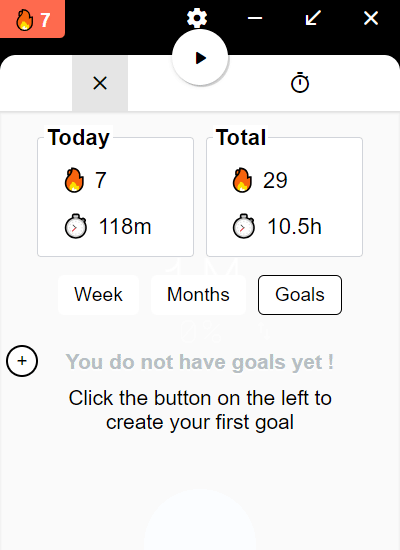 7
Today
Total
7
29
118m
10.5h
Week
Months
Goals
You do not have goals yet !
Click the button on the left to
create your first goal